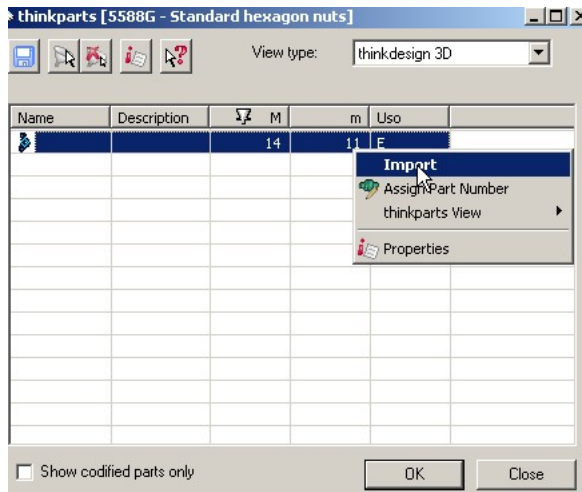 thinkparts [5588G - Standard hexagon nuts]
View type: thinkdesign 3D
Name Description M m Uso
14 11 E
Import
Assign Part Number
thinkparts View
Properties
Show codified parts only
OK Close